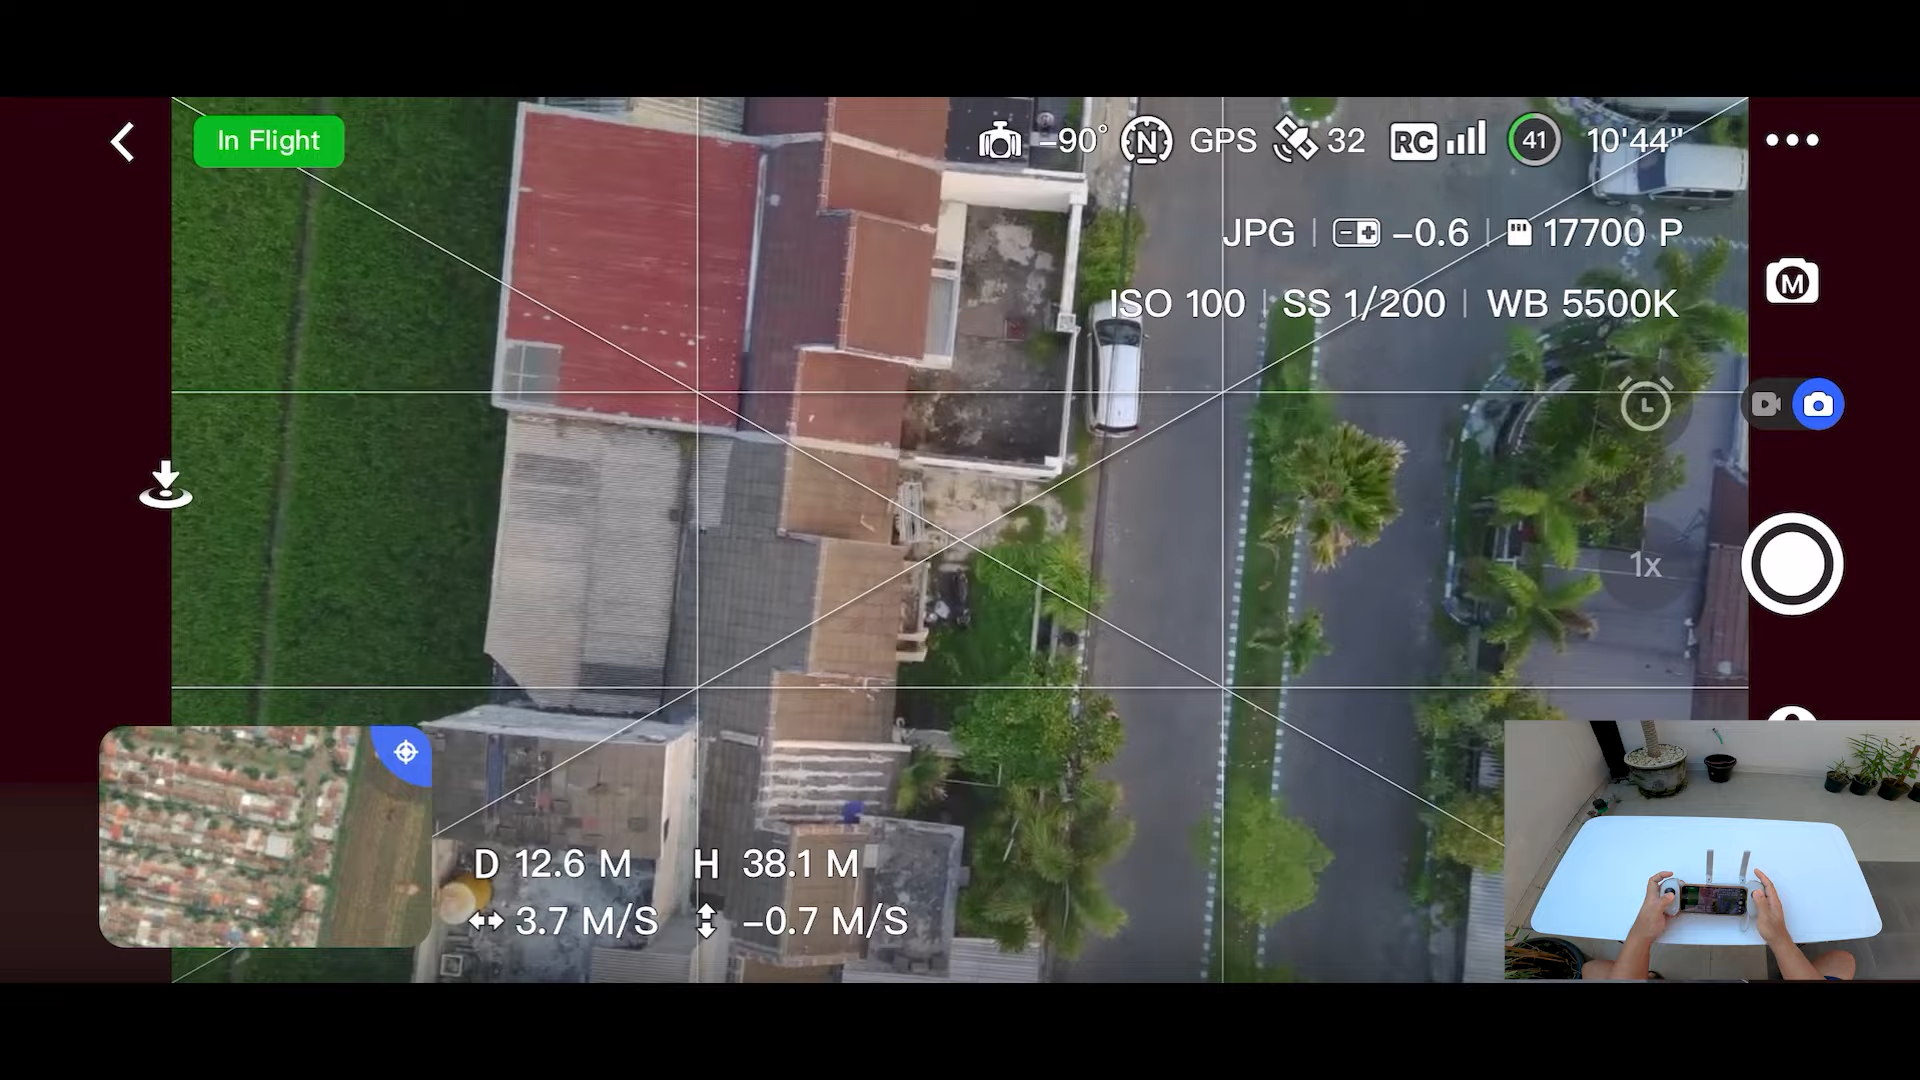 In Flight
−90° N GPS 32 RC 41 10'44"
JPG −0.6 17700 P
ISO 100 SS 1/200 WB 5500K
M
1x
D 12.6 M H 38.1 M
3.7 M/S −0.7 M/S